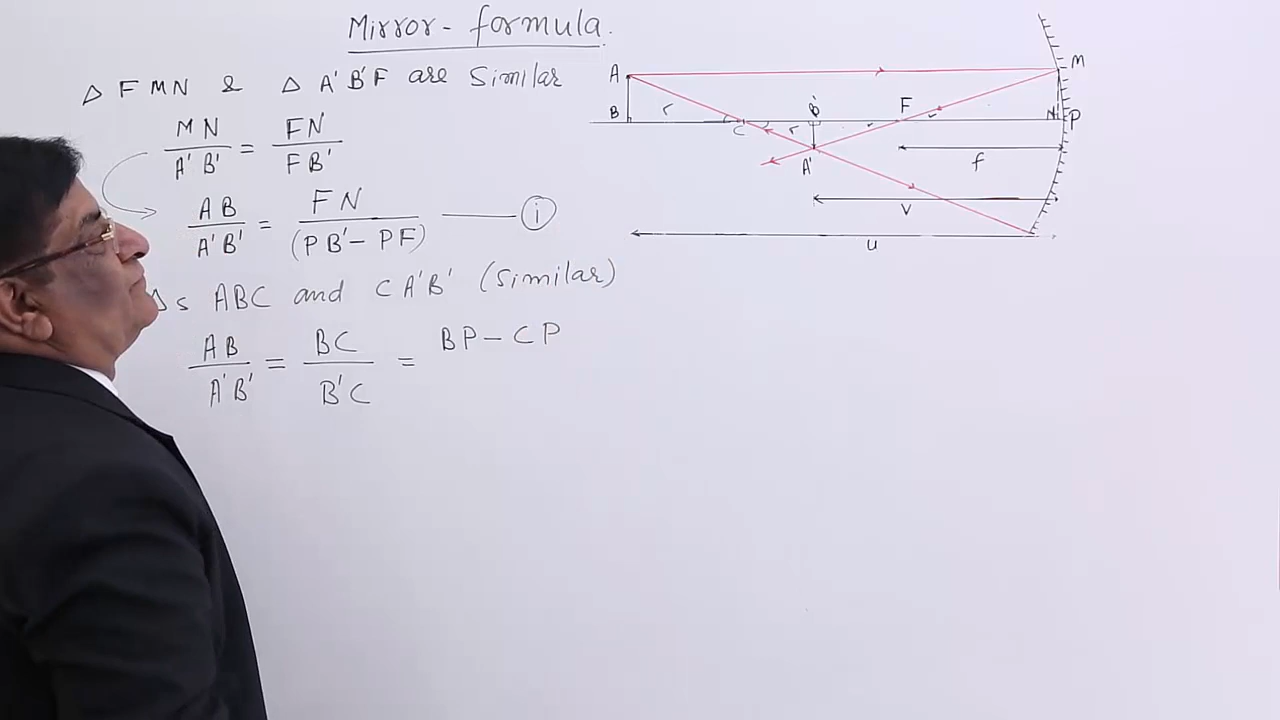 Mirror-formula.
△ FMN & △ A'B'F are Similar
MN/A'B' = FN/FB'
AB/A'B' = FN/(PB'-PF) —— (i)
△s ABC and CA'B' (Similar)
AB/A'B' = BC/B'C = BP-CP
A
M
B
C
B'
F
N
P
A'
f
v
u